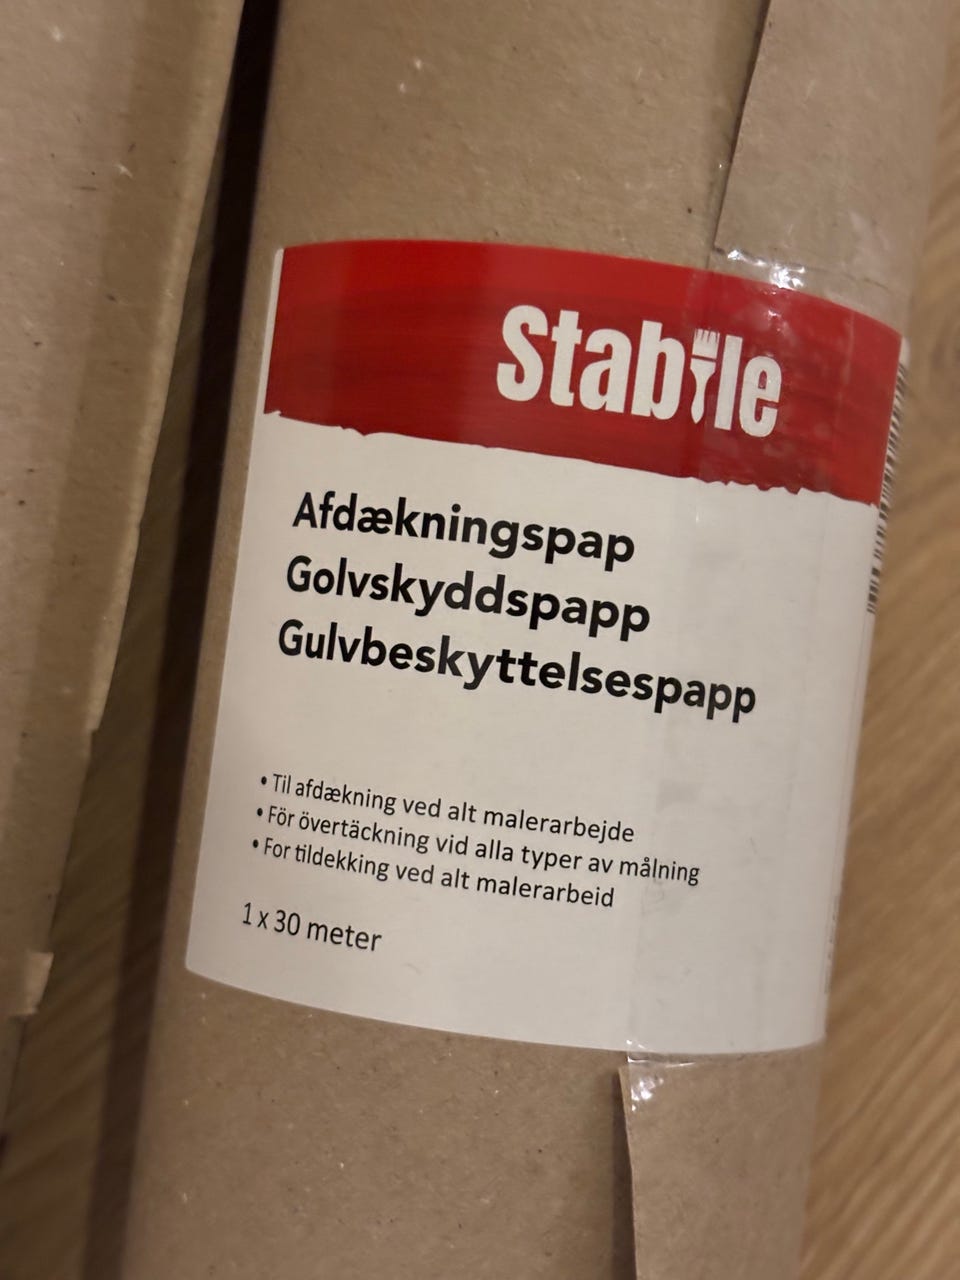 Stabile
Afdækningspap
Golvskyddspapp
Gulvbeskyttelsespapp
• Til afdækning ved alt malerarbejde
• För övertäckning vid alla typer av målning
• For tildekking ved alt malerarbeid
1 x 30 meter